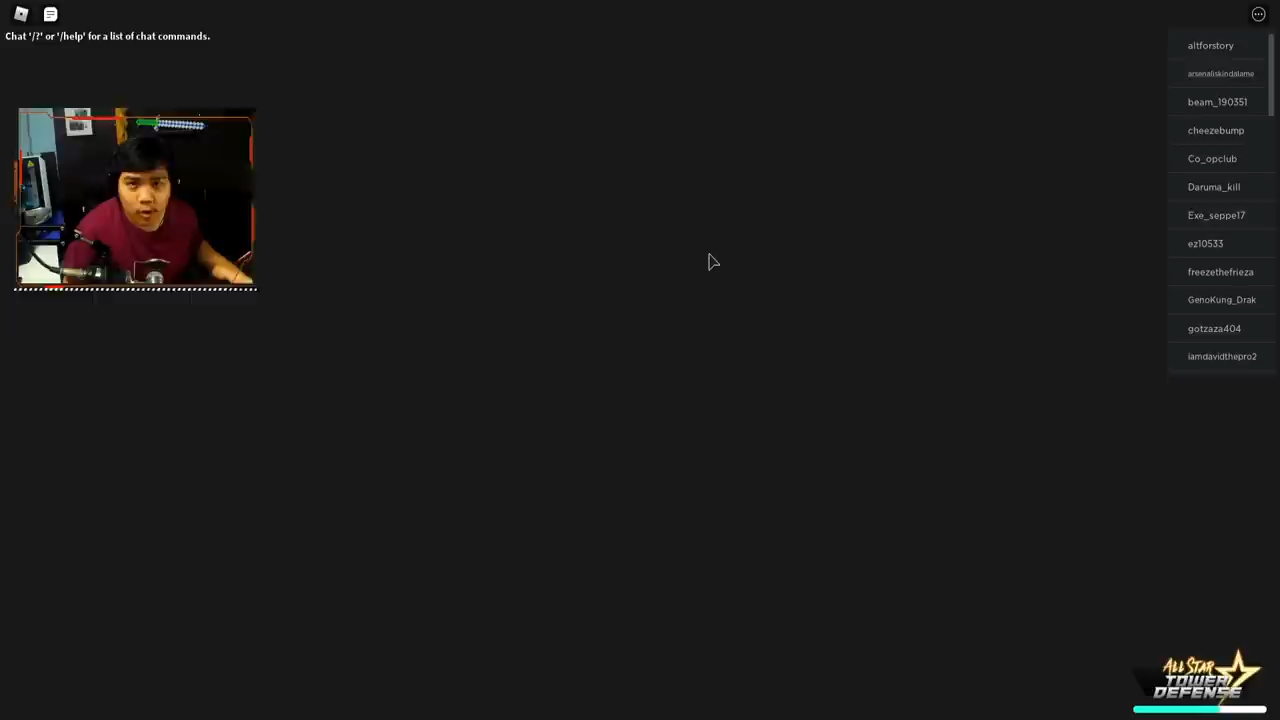 Chat '/?' or '/help' for a list of chat commands.
altforstory
arsenaliskindalame
beam_190351
cheezebump
Co_opclub
Daruma_kill
Exe_seppe17
ez10533
freezethefrieza
GenoKung_Drak
gotzaza404
iamdavidthepro2
ALL STAR
TOWER
DEFENSE